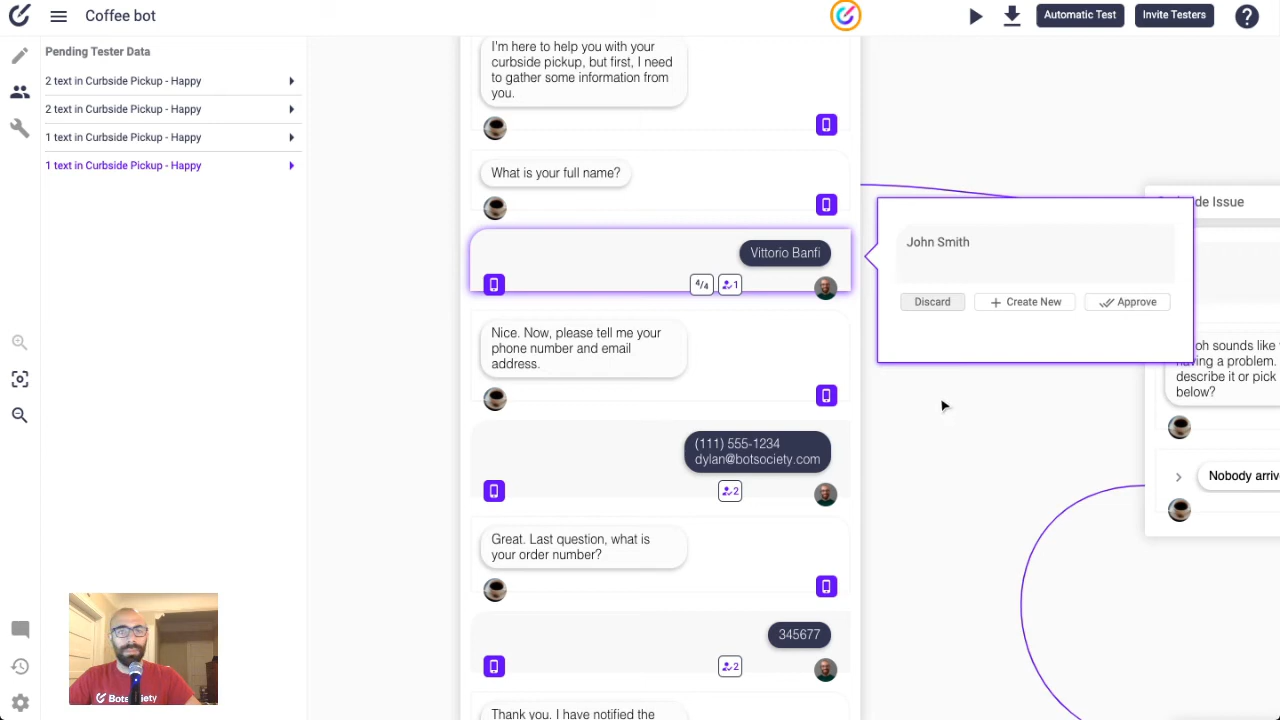 Coffee bot
Automatic Test
Invite Testers
Pending Tester Data
2 text in Curbside Pickup - Happy
2 text in Curbside Pickup - Happy
1 text in Curbside Pickup - Happy
1 text in Curbside Pickup - Happy
I'm here to help you with your
curbside pickup, but first, I need
to gather some information from
you.
What is your full name?
Vittorio Banfi
4/4
1
Nice. Now, please tell me your
phone number and email
address.
(111) 555-1234
dylan@botsociety.com
2
Great. Last question, what is
your order number?
345677
2
Thank you. I have notified the
John Smith
Discard
Create New
Approve
Issue
oh sounds like
having a problem.
describe it or pick
below?
Nobody
Botsociety